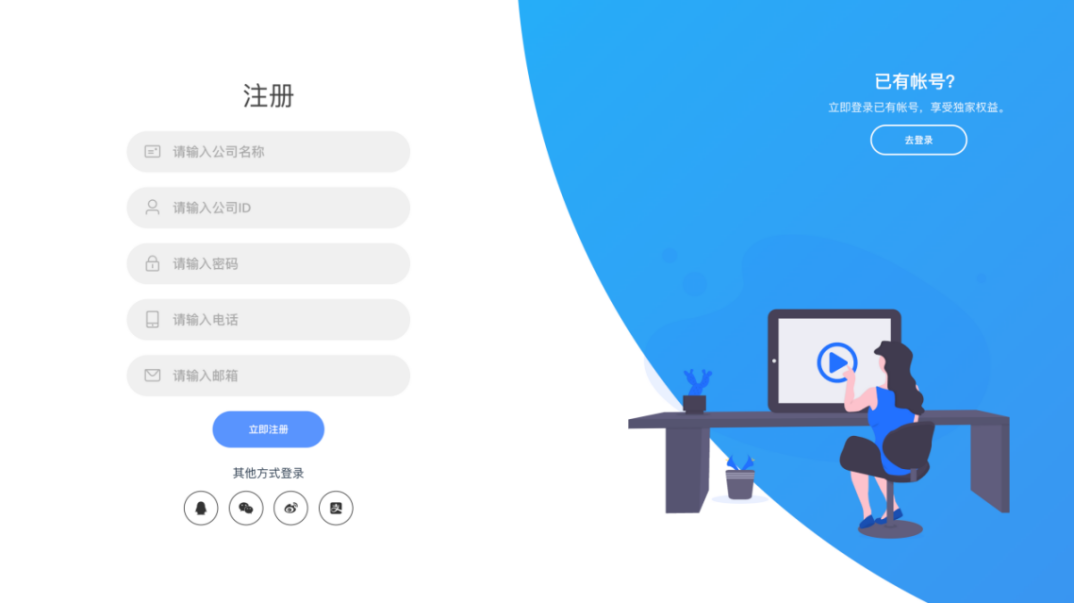 注册
请输入公司名称
请输入公司ID
请输入密码
请输入电话
请输入邮箱
立即注册
其他方式登录
已有帐号?
立即登录已有帐号，享受独家权益。
去登录